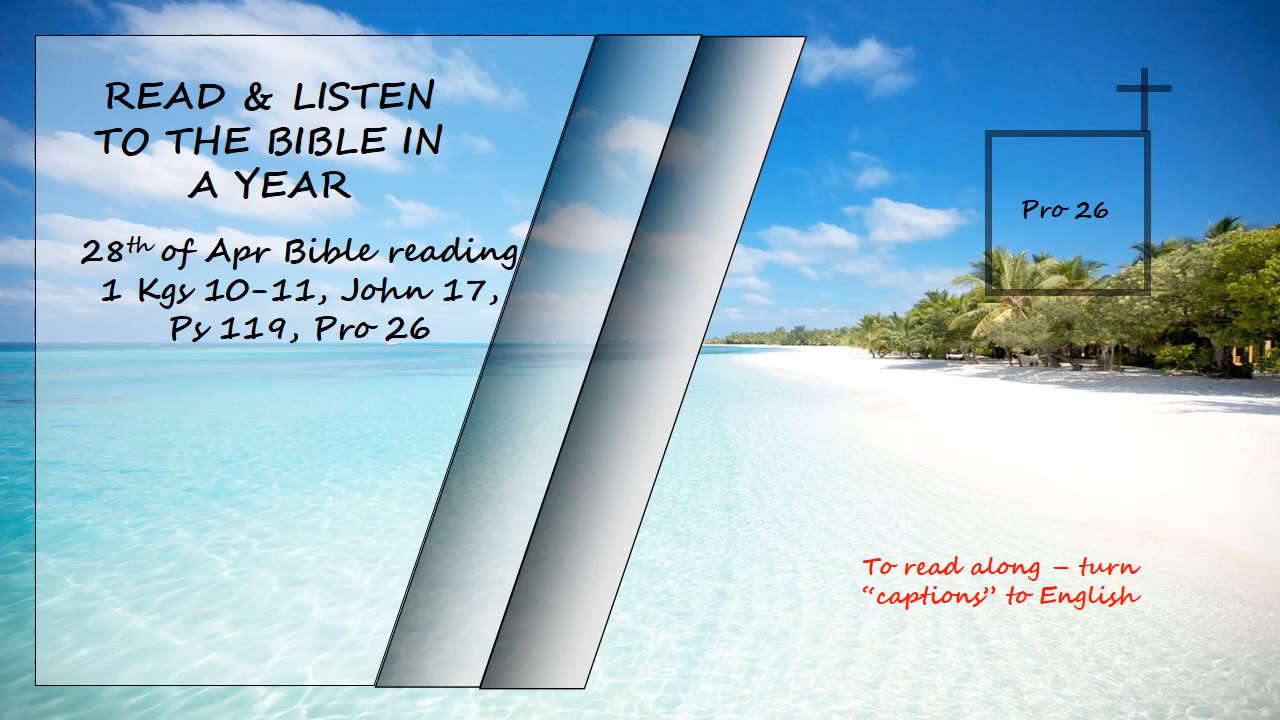 READ & LISTEN
TO THE BIBLE IN
A YEAR
28th of Apr Bible reading
1 Kgs 10-11, John 17,
Ps 119, Pro 26
Pro 26
To read along – turn
“captions” to English